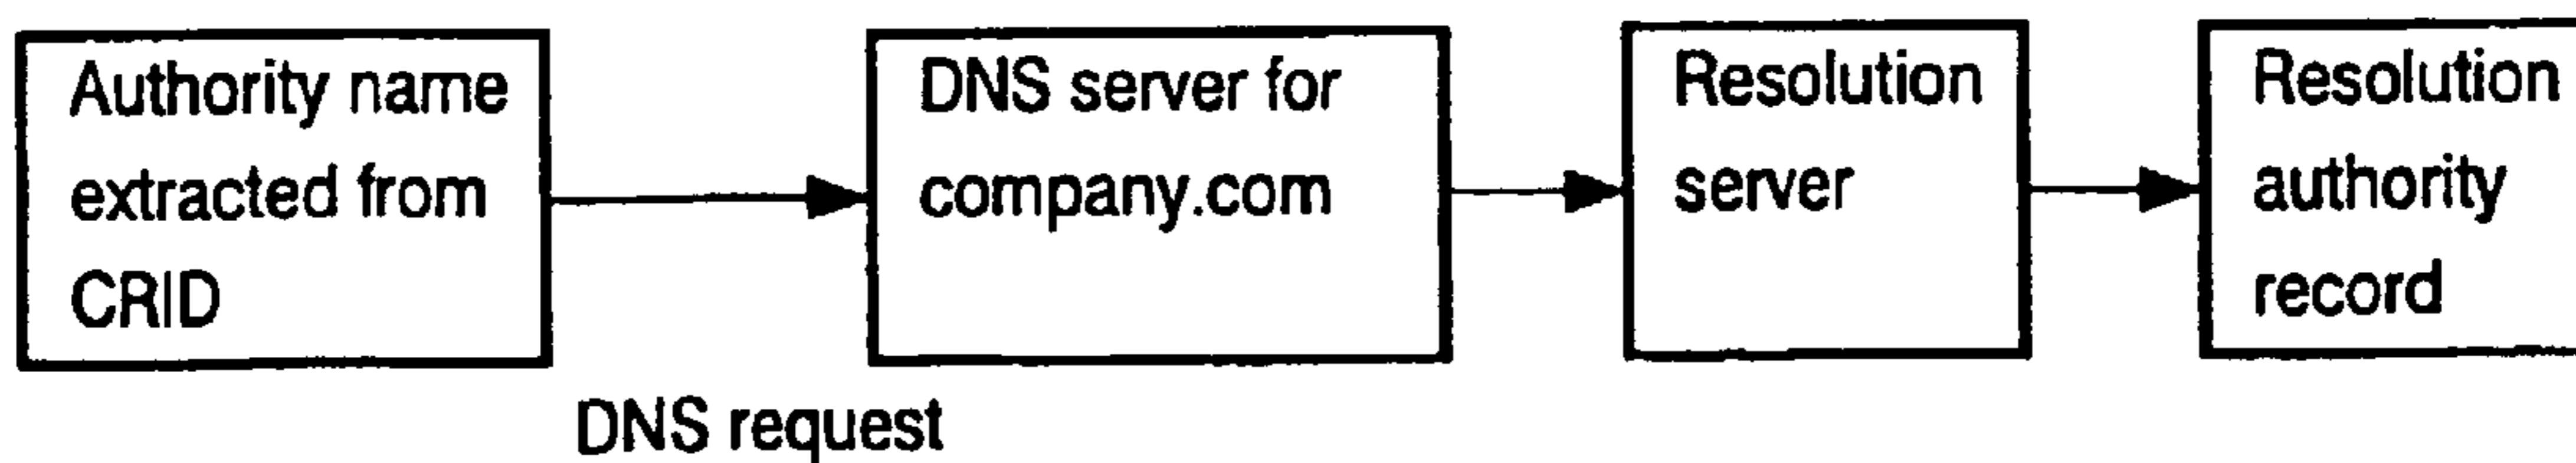 Authority name
extracted from
CRID
DNS server for
company.com
Resolution
server
Resolution
authority
record
DNS request